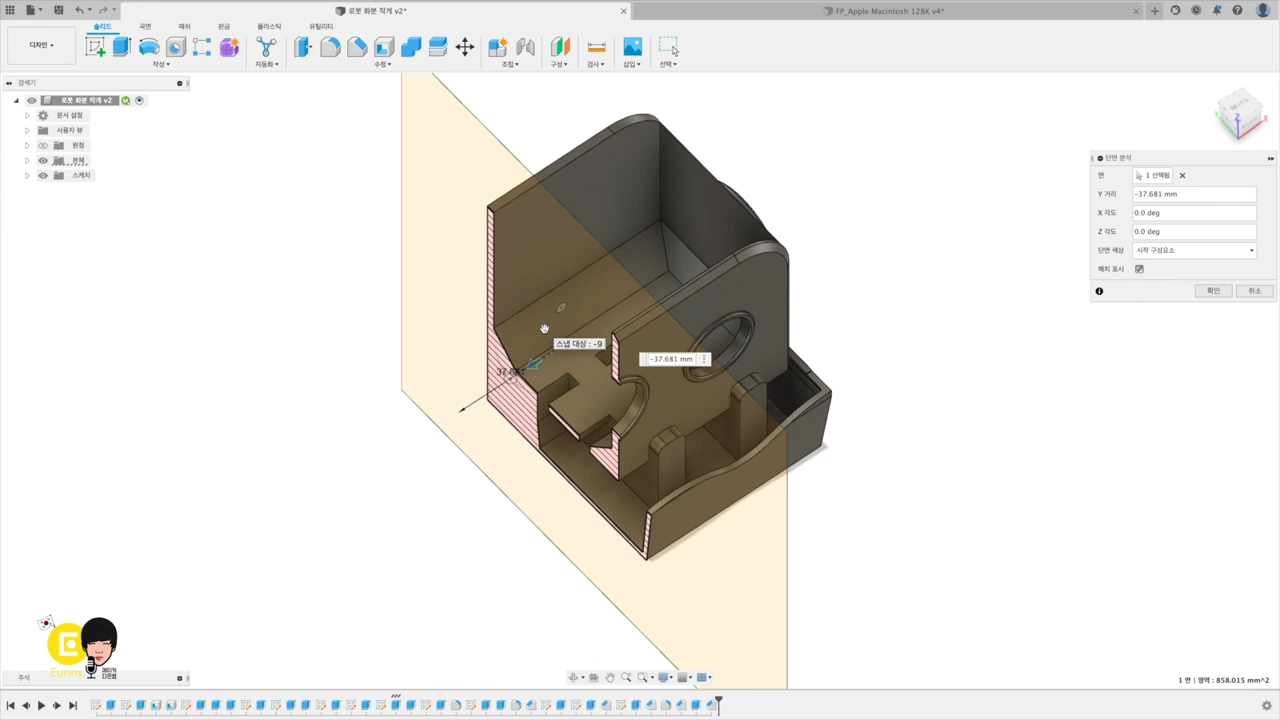 로봇 화분 작게 v2*
FP_Apple Macintosh 128K v4*
디자인
솔리드
곡면
메쉬
판금
플라스틱
유틸리티
작성
자동화
수정
조립
구성
검사
삽입
선택
검색기
로봇 화분 작게 v2
문서 설정
사용자 뷰
원점
본체
스케치
단면 분석
면
1 선택됨
Y 거리
-37.681 mm
X 각도
0.0 deg
Z 각도
0.0 deg
단면 색상
시작 구성요소
해치 표시
확인
취소
스냅 대상 : -9
-37.681 mm
Z
X
E
Eunny
메이커
다은쌤
주석
1 면 | 영역 : 858.015 mm^2